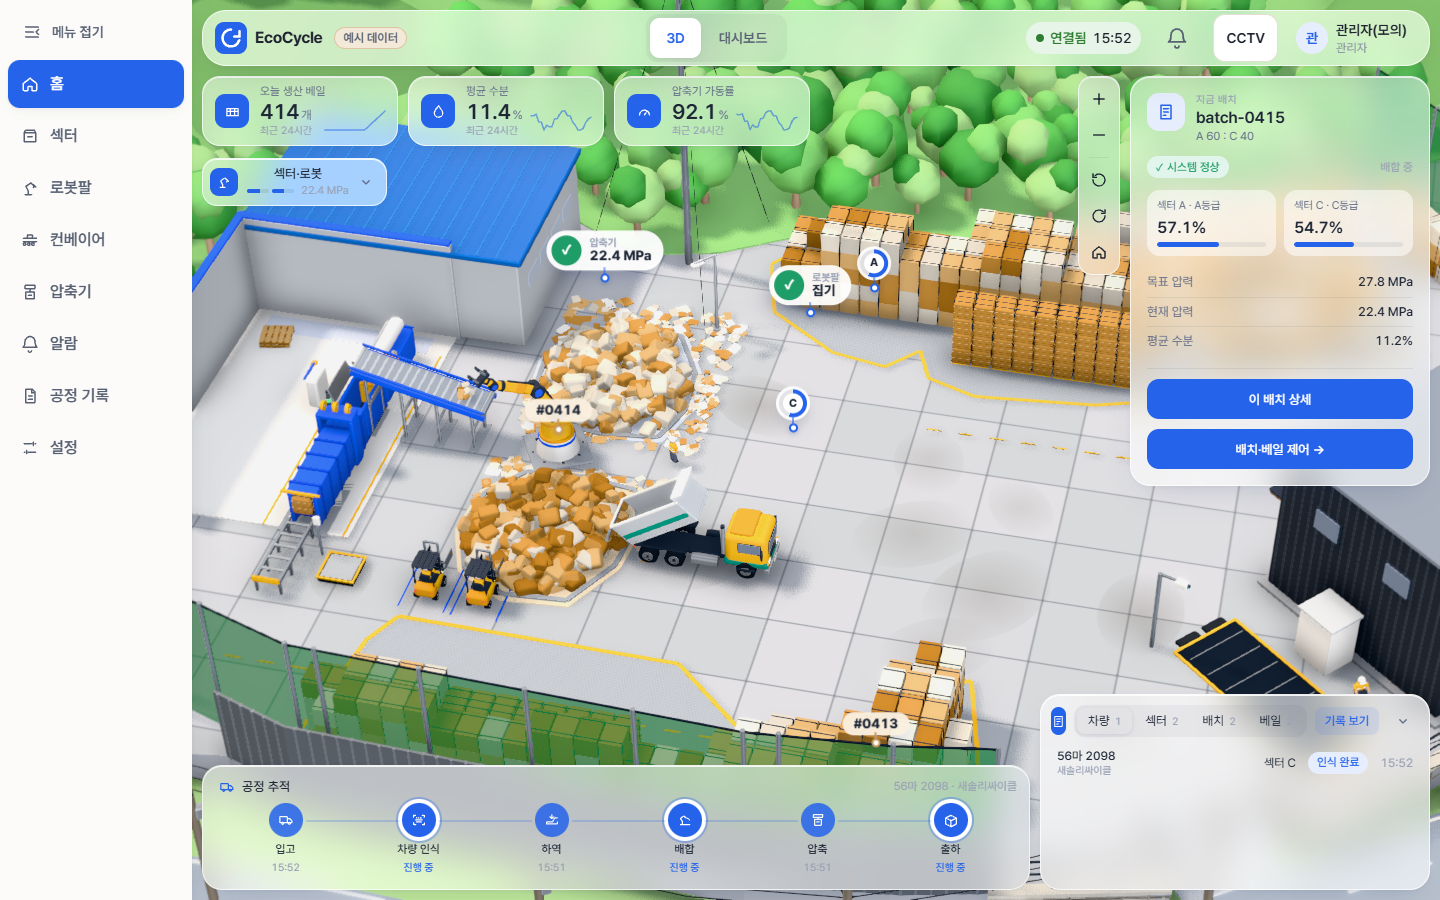 메뉴 접기
홈
섹터
로봇팔
컨베이어
압축기
알람
공정 기록
설정
EcoCycle
예시 데이터
3D
대시보드
연결됨 15:52
CCTV
관
관리자(모의)
관리자
오늘 생산 베일
414개
최근 24시간
평균 수분
11.4%
최근 24시간
압축기 가동률
92.1%
최근 24시간
섹터·로봇
22.4 MPa
압축기
22.4 MPa
로봇팔
집기
A
C
#0414
#0413
지금 배치
batch-0415
A 60 : C 40
✓ 시스템 정상
배합 중
섹터 A · A등급
57.1%
섹터 C · C등급
54.7%
목표 압력 27.8 MPa
현재 압력 22.4 MPa
평균 수분 11.2%
이 배치 상세
배치·베일 제어 →
공정 추적
56마 2098 · 새솔리싸이클
입고
15:52
차량 인식
진행 중
하역
15:51
배합
진행 중
압축
15:51
출하
진행 중
차량 1
섹터 2
배치 2
베일
기록 보기
56마 2098
새솔리싸이클
섹터 C
인식 완료
15:52